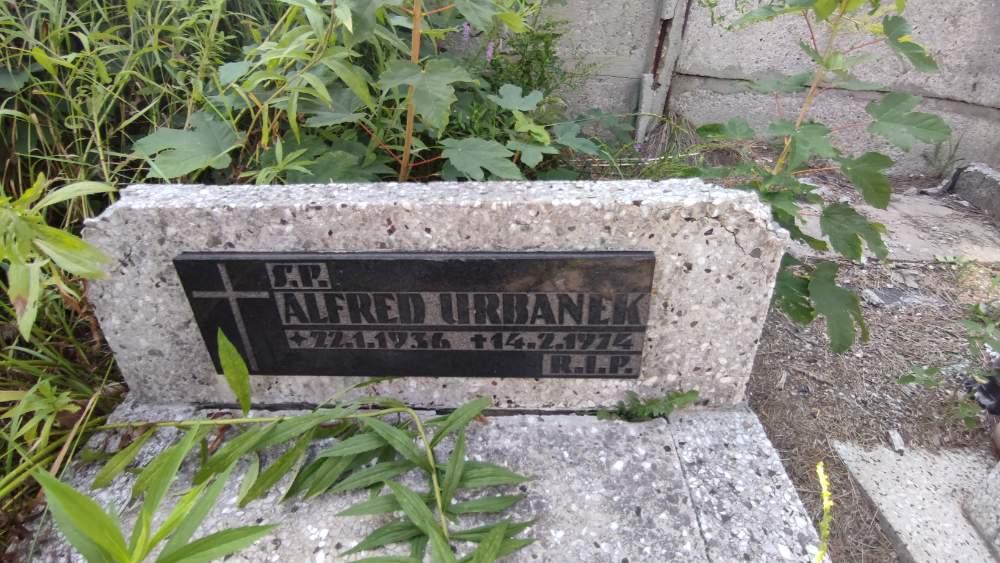 Ś.P.
ALFRED URBANEK
*22.1.1936 †14.2.1974
R.I.P.